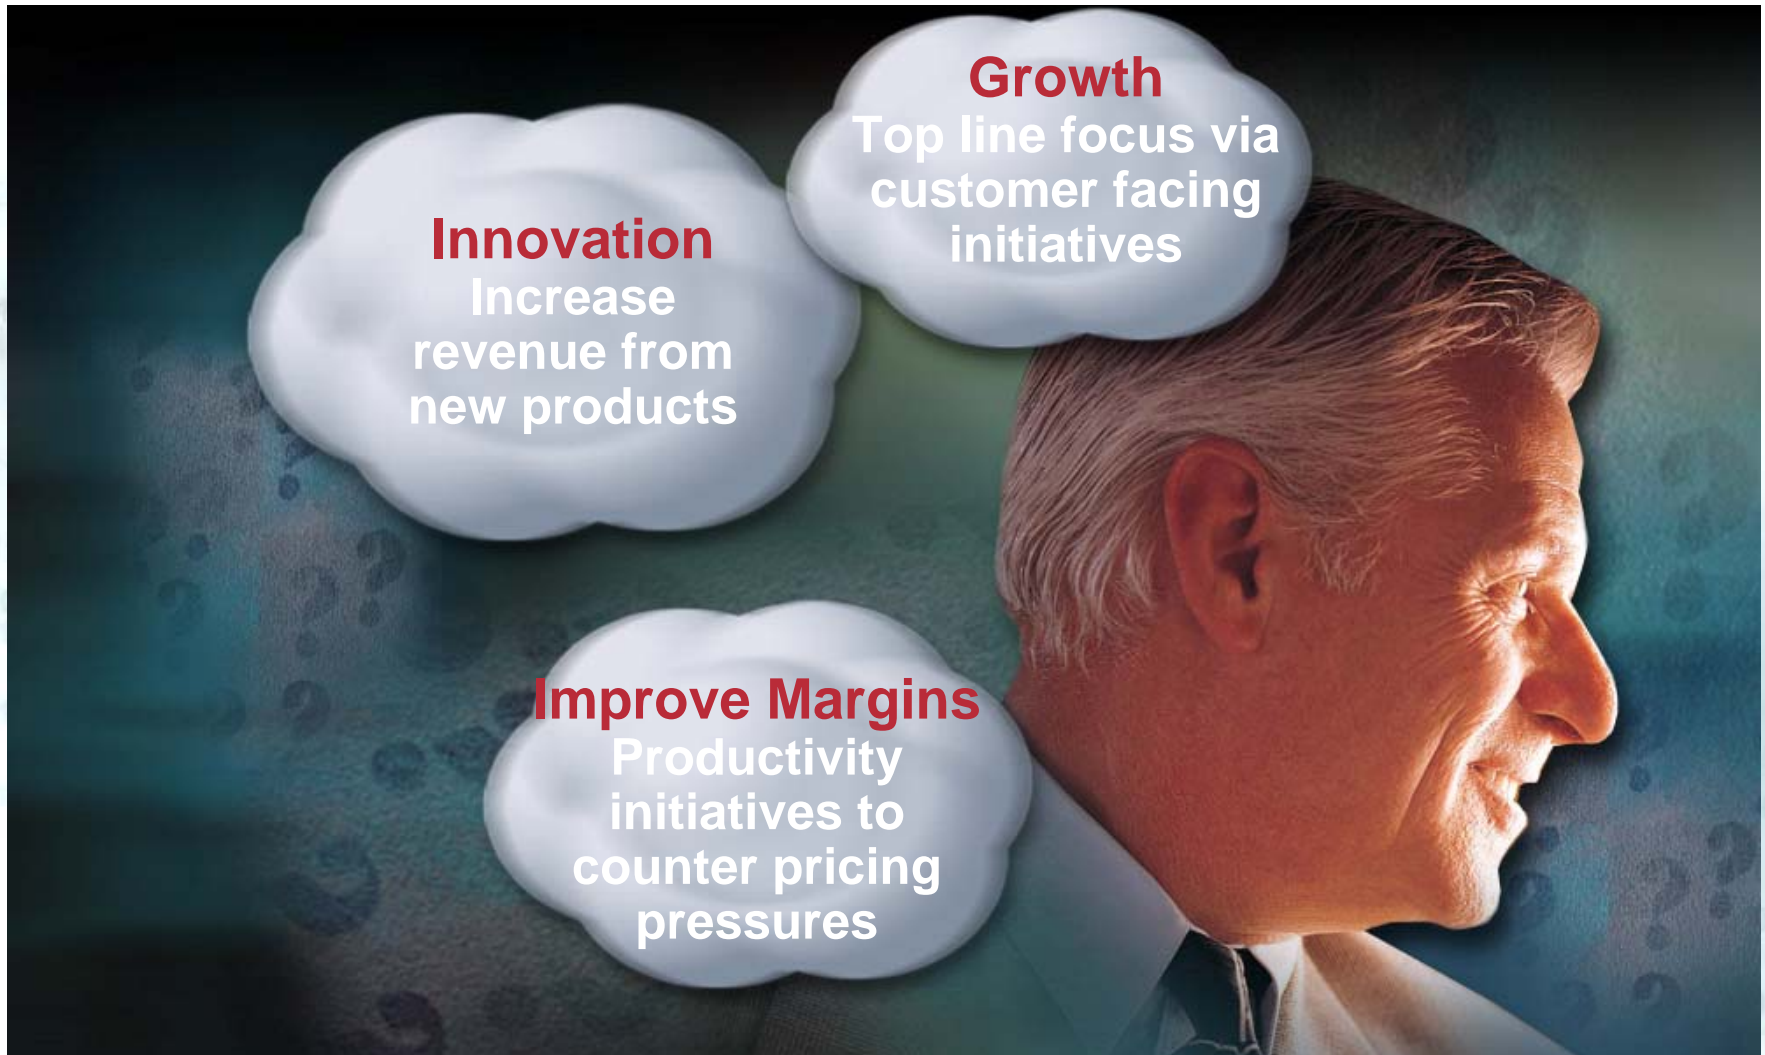 Growth
Top line focus via
customer facing
initiatives
Innovation
Increase
revenue from
new products
Improve Margins
Productivity
initiatives to
counter pricing
pressures